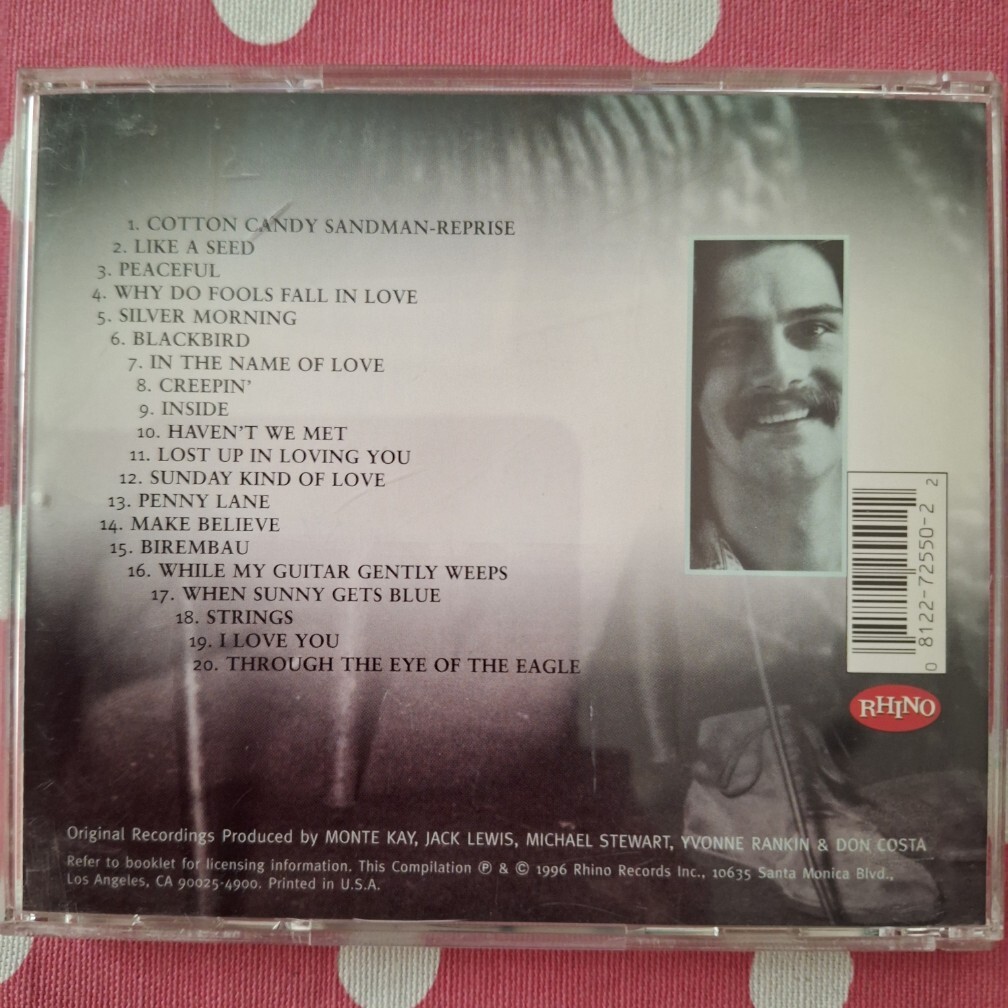 1. COTTON CANDY SANDMAN-REPRISE
2. LIKE A SEED
3. PEACEFUL
4. WHY DO FOOLS FALL IN LOVE
5. SILVER MORNING
6. BLACKBIRD
7. IN THE NAME OF LOVE
8. CREEPIN'
9. INSIDE
10. HAVEN'T WE MET
11. LOST UP IN LOVING YOU
12. SUNDAY KIND OF LOVE
13. PENNY LANE
14. MAKE BELIEVE
15. BIREMBAU
16. WHILE MY GUITAR GENTLY WEEPS
17. WHEN SUNNY GETS BLUE
18. STRINGS
19. I LOVE YOU
20. THROUGH THE EYE OF THE EAGLE
0 8122-72550-2 2
RHINO
Original Recordings Produced by MONTE KAY, JACK LEWIS, MICHAEL STEWART, YVONNE RANKIN & DON COSTA
Refer to booklet for licensing information. This Compilation ℗ & © 1996 Rhino Records Inc., 10635 Santa Monica Blvd.,
Los Angeles, CA 90025-4900. Printed in U.S.A.